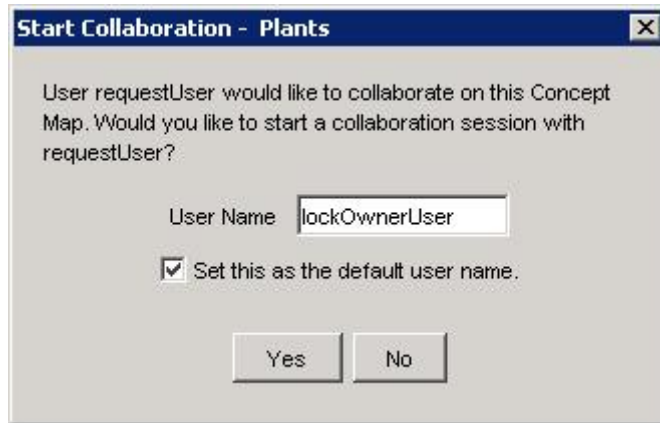 Start Collaboration - Plants
User requestUser would like to collaborate on this Concept
Map. Would you like to start a collaboration session with
requestUser?
User Name lockOwnerUser
Set this as the default user name.
Yes No